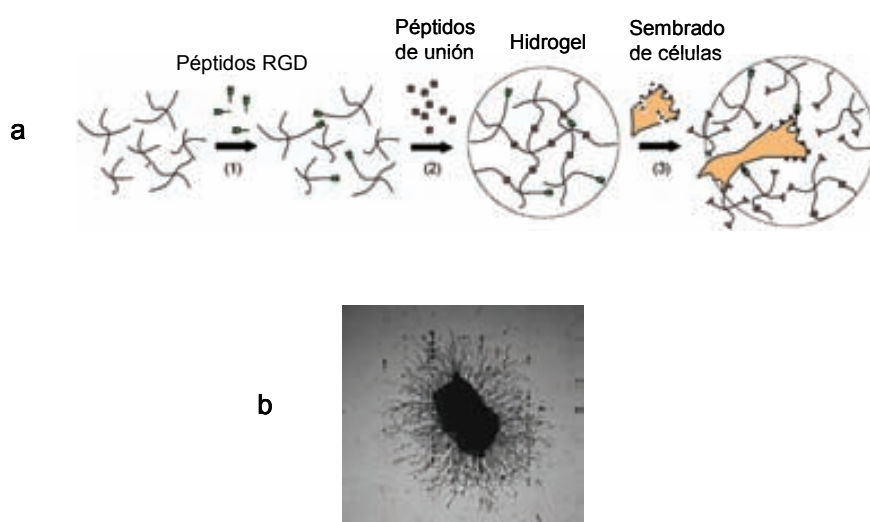 Péptidos RGD
Péptidos
de unión
Hidrogel
Sembrado
de células
a
(1)
(2)
(3)
b